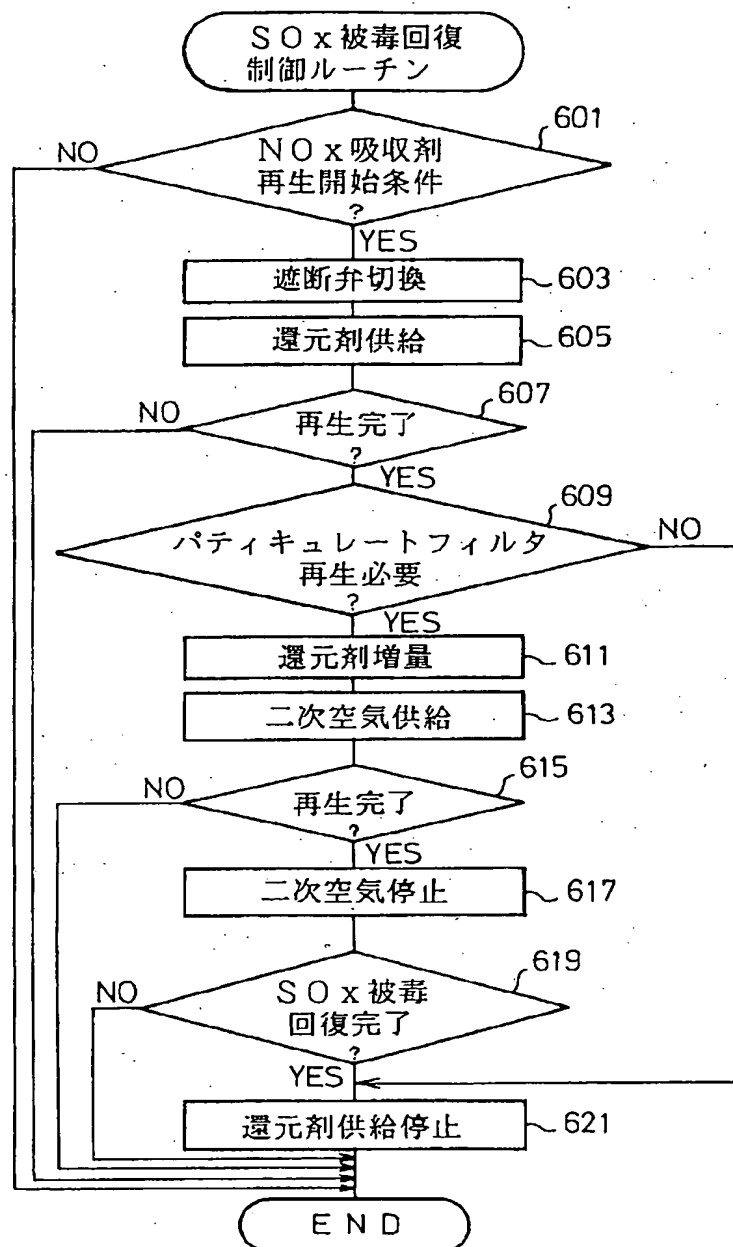 SOx被毒回復
制御ルーチン
601
NO
NOx吸収剤
再生開始条件
?
YES
遮断弁切換
603
還元剤供給
605
607
NO
再生完了
?
YES
609
NO
パティキュレートフィルタ
再生必要
?
YES
還元剤増量
611
二次空気供給
613
615
NO
再生完了
?
YES
二次空気停止
617
619
NO
SOx被毒
回復完了
?
YES
還元剤供給停止
621
END